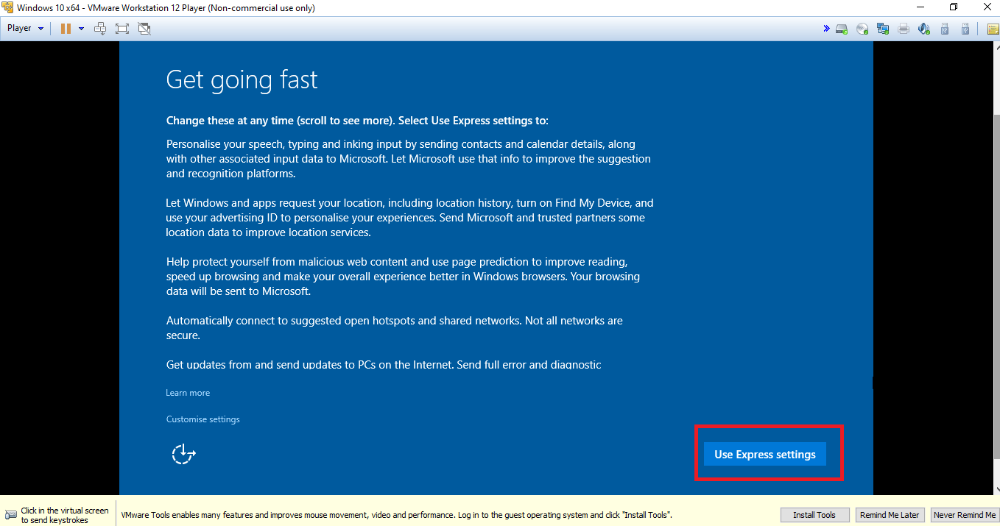 Windows 10 x64 - VMware Workstation 12 Player (Non-commercial use only)
Player
Get going fast
Change these at any time (scroll to see more). Select Use Express settings to:
Personalise your speech, typing and inking input by sending contacts and calendar details, along
with other associated input data to Microsoft. Let Microsoft use that info to improve the suggestion
and recognition platforms.
Let Windows and apps request your location, including location history, turn on Find My Device, and
use your advertising ID to personalise your experiences. Send Microsoft and trusted partners some
location data to improve location services.
Help protect yourself from malicious web content and use page prediction to improve reading,
speed up browsing and make your overall experience better in Windows browsers. Your browsing
data will be sent to Microsoft.
Automatically connect to suggested open hotspots and shared networks. Not all networks are
secure.
Get updates from and send updates to PCs on the Internet. Send full error and diagnostic
Learn more
Customise settings
Use Express settings
Click in the virtual screen
to send keystrokes
VMware Tools enables many features and improves mouse movement, video and performance. Log in to the guest operating system and click "Install Tools".
Install Tools
Remind Me Later
Never Remind Me